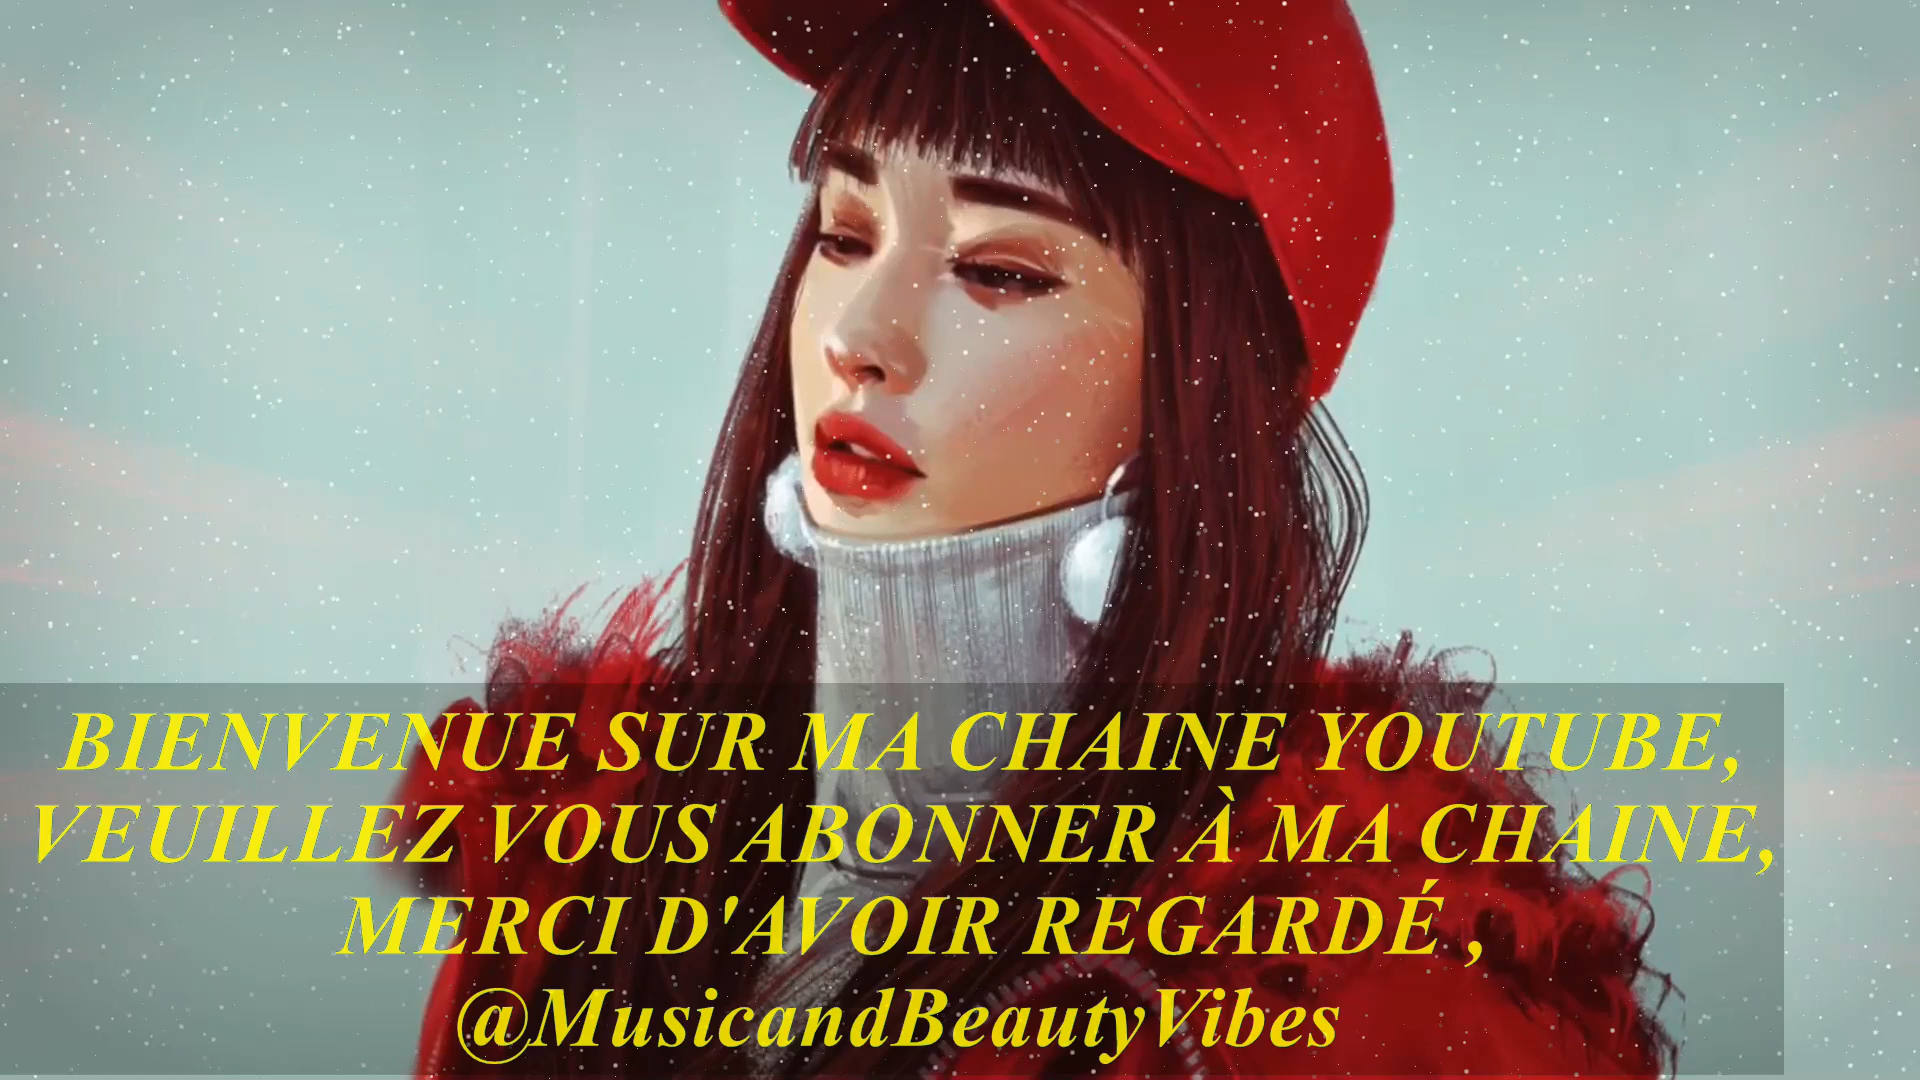 BIENVENUE SUR MA CHAINE YOUTUBE,
VEUILLEZ VOUS ABONNER À MA CHAINE,
MERCI D'AVOIR REGARDÉ ,
@MusicandBeautyVibes